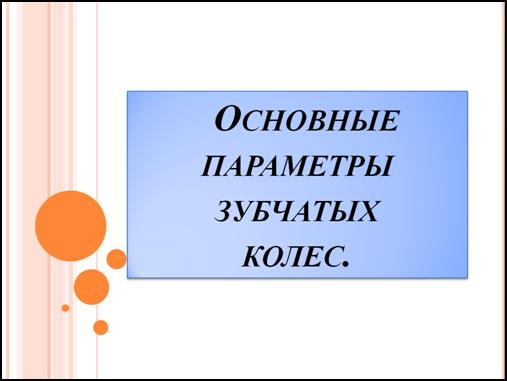 Основные
параметры
зубчатых
колес.